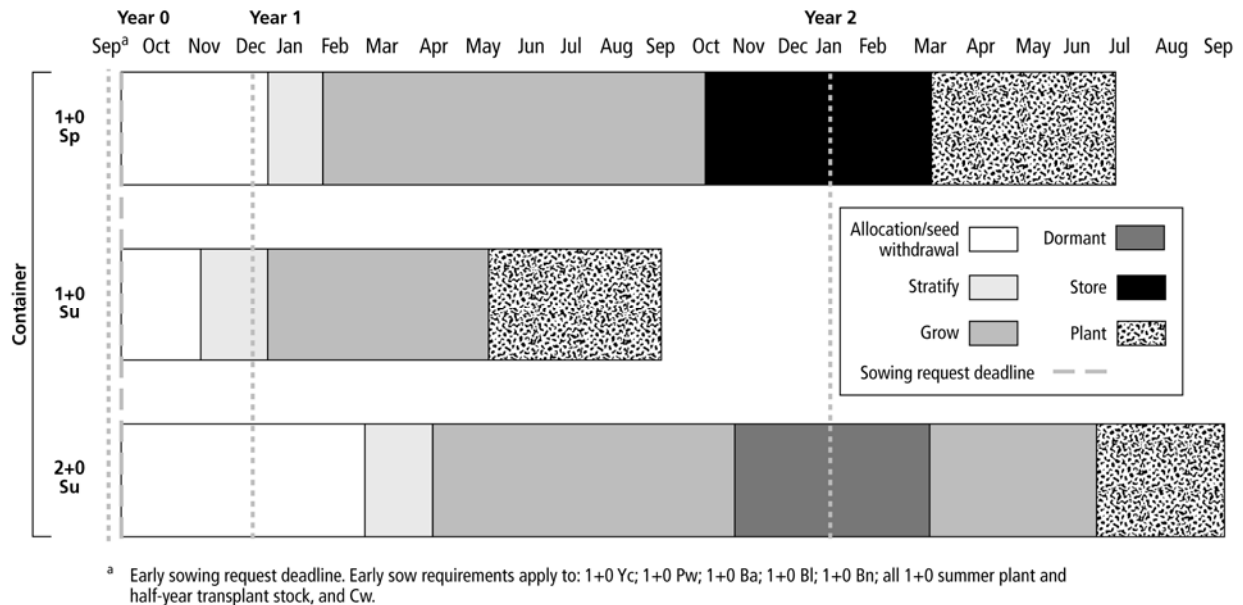 Year 0 Year 1 Year 2
Sepᵃ Oct Nov Dec Jan Feb Mar Apr May Jun Jul Aug Sep Oct Nov Dec Jan Feb Mar Apr May Jun Jul Aug Sep
Container
1+0
Sp
1+0
Su
2+0
Su
Allocation/seed
withdrawal
Stratify
Grow
Dormant
Store
Plant
Sowing request deadline
ᵃ Early sowing request deadline. Early sow requirements apply to: 1+0 Yc; 1+0 Pw; 1+0 Ba; 1+0 Bl; 1+0 Bn; all 1+0 summer plant and
half-year transplant stock, and Cw.